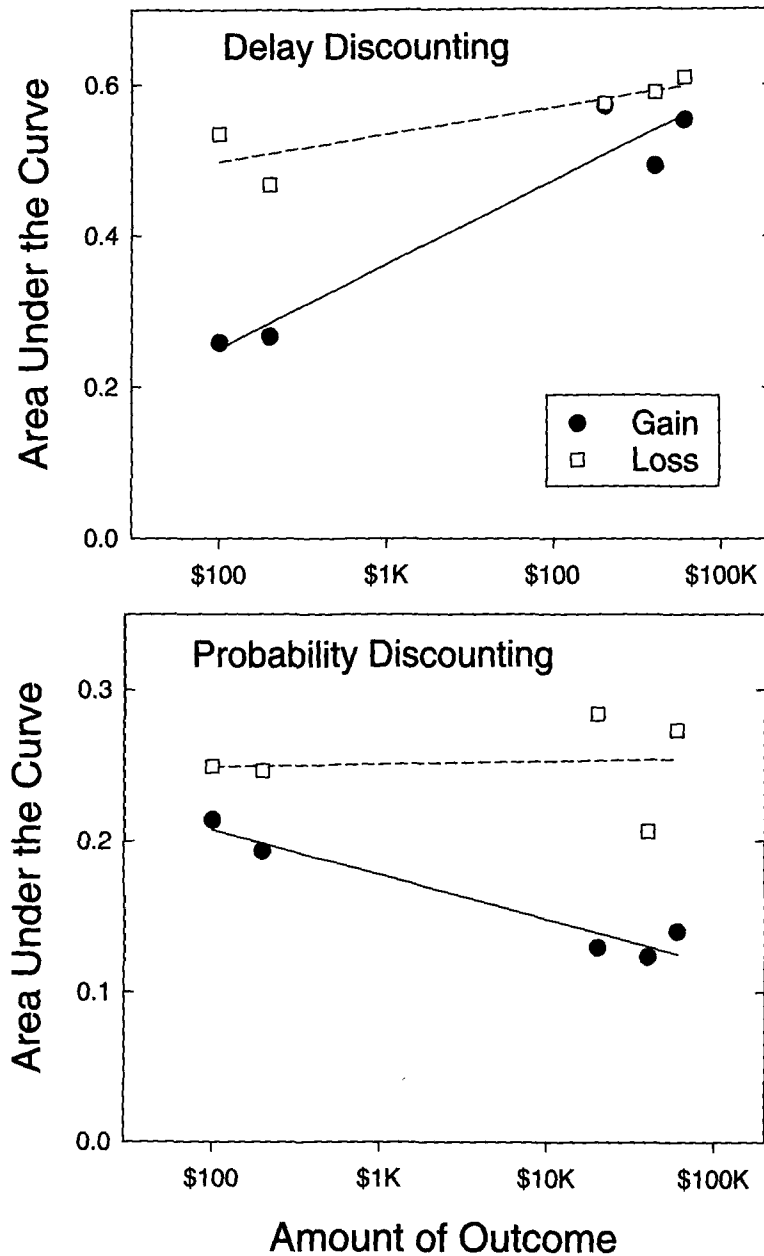 Delay Discounting
Area Under the Curve
0.6
0.4
0.2
0.0
Gain
Loss
$100
$1K
$100
$100K
Probability Discounting
Area Under the Curve
0.3
0.2
0.1
0.0
$100
$1K
$10K
$100K
Amount of Outcome